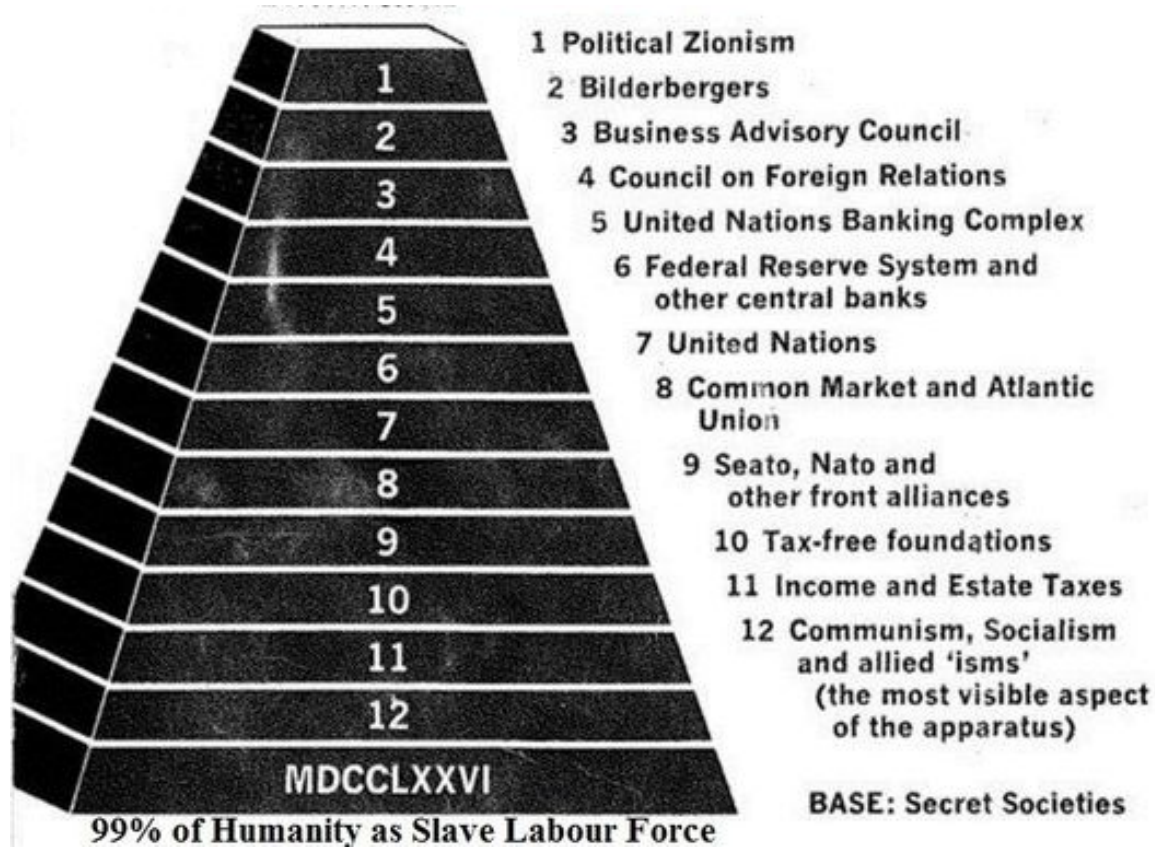 1 Political Zionism
2 Bilderbergers
3 Business Advisory Council
4 Council on Foreign Relations
5 United Nations Banking Complex
6 Federal Reserve System and
other central banks
7 United Nations
8 Common Market and Atlantic
Union
9 Seato, Nato and
other front alliances
10 Tax-free foundations
11 Income and Estate Taxes
12 Communism, Socialism
and allied 'isms'
(the most visible aspect
of the apparatus)
BASE: Secret Societies
1
2
3
4
5
6
7
8
9
10
11
12
MDCCLXXVI
99% of Humanity as Slave Labour Force